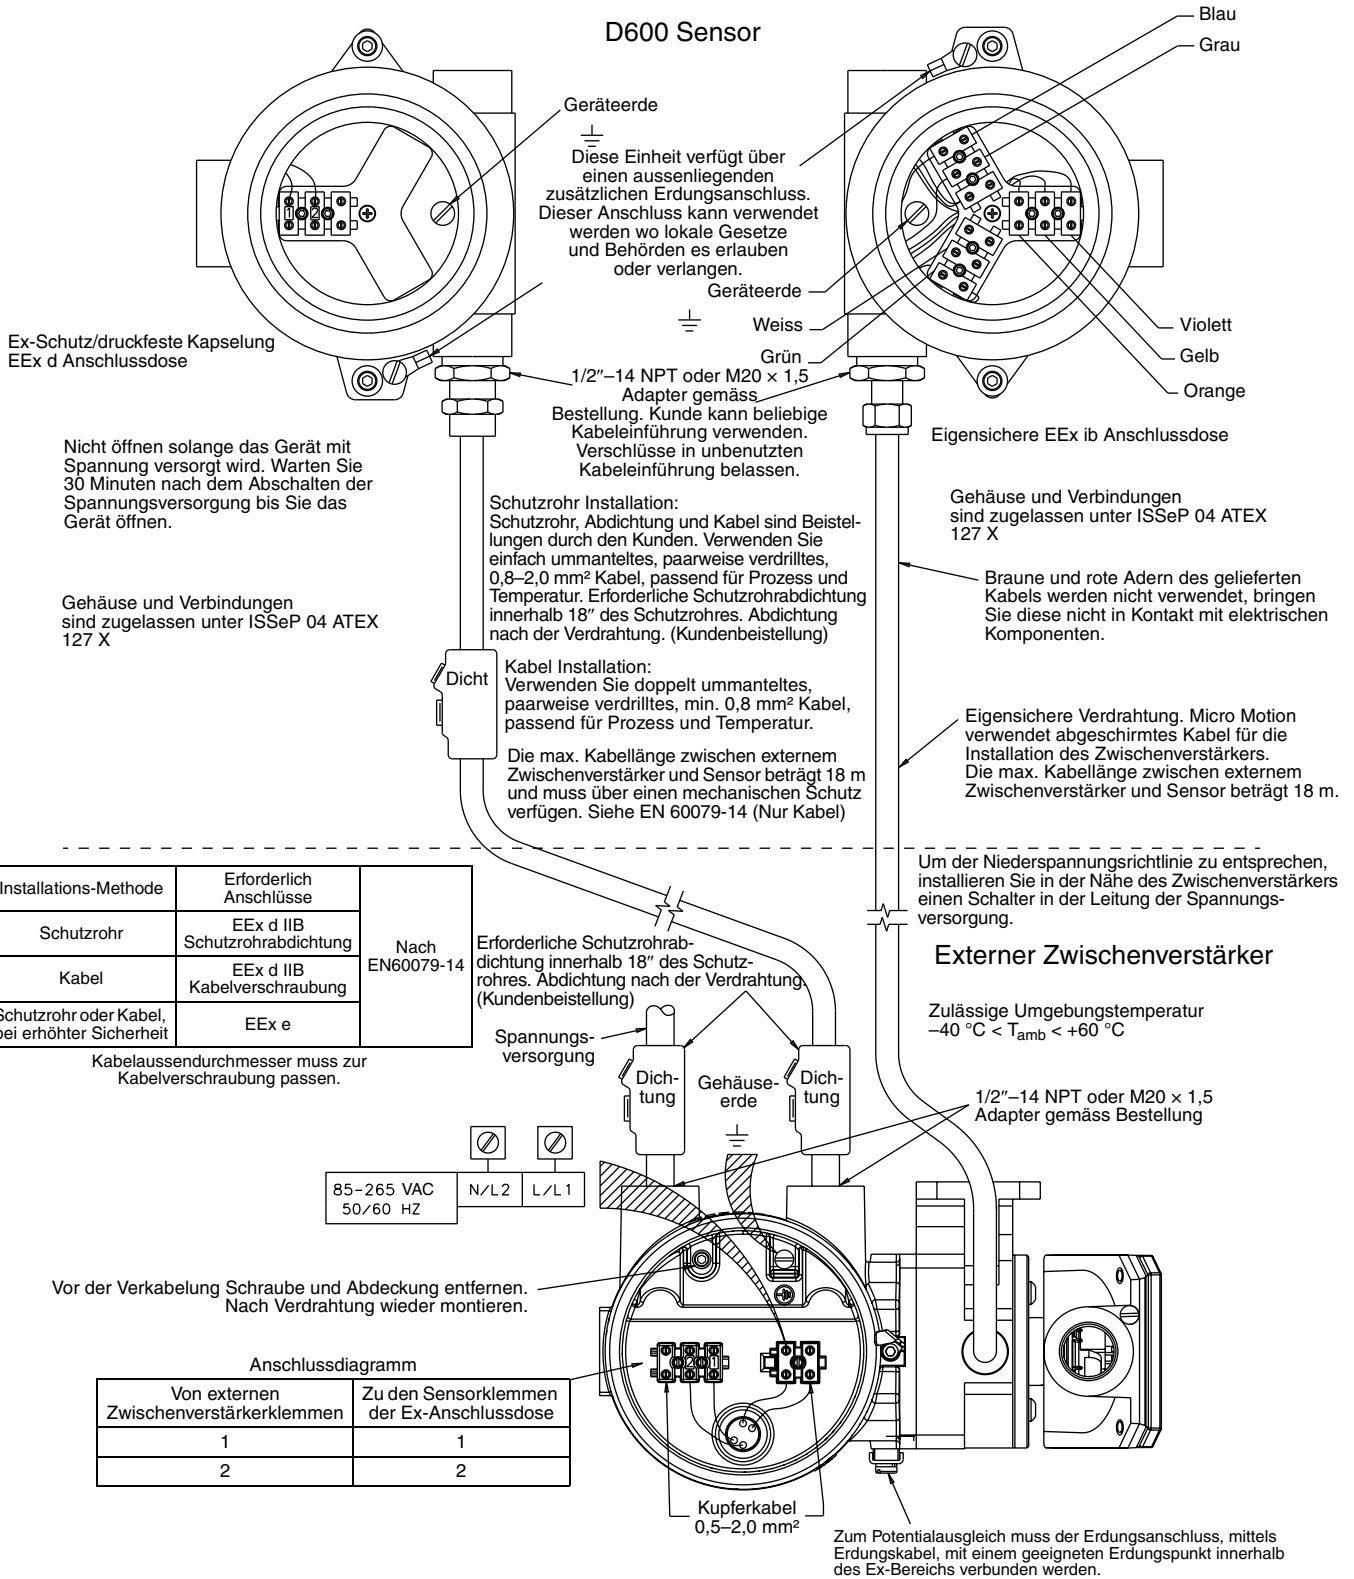 D600 Sensor
Blau
Grau
Geräteerde
Diese Einheit verfügt über
einen aussenliegenden
zusätzlichen Erdungsanschluss.
Dieser Anschluss kann verwendet
werden wo lokale Gesetze
und Behörden es erlauben
oder verlangen.
1
2
Geräteerde
Weiss
Grün
Violett
Gelb
Orange
Ex-Schutz/druckfeste Kapselung
EEx d Anschlussdose
1/2″–14 NPT oder M20 × 1,5
Adapter gemäss
Bestellung. Kunde kann beliebige
Kabeleinführung verwenden.
Verschlüsse in unbenutzten
Kabeleinführung belassen.
Eigensichere EEx ib Anschlussdose
Nicht öffnen solange das Gerät mit
Spannung versorgt wird. Warten Sie
30 Minuten nach dem Abschalten der
Spannungsversorgung bis Sie das
Gerät öffnen.
Gehäuse und Verbindungen
sind zugelassen unter ISSeP 04 ATEX
127 X
Schutzrohr Installation:
Schutzrohr, Abdichtung und Kabel sind Beistel-
lungen durch den Kunden. Verwenden Sie
einfach ummanteltes, paarweise verdrilltes,
0,8–2,0 mm² Kabel, passend für Prozess und
Temperatur. Erforderliche Schutzrohrabdichtung
innerhalb 18″ des Schutzrohres. Abdichtung
nach der Verdrahtung. (Kundenbeistellung)
Gehäuse und Verbindungen
sind zugelassen unter ISSeP 04 ATEX
127 X
Braune und rote Adern des gelieferten
Kabels werden nicht verwendet, bringen
Sie diese nicht in Kontakt mit elektrischen
Komponenten.
Dicht
Kabel Installation:
Verwenden Sie doppelt ummanteltes,
paarweise verdrilltes, min. 0,8 mm² Kabel,
passend für Prozess und Temperatur.
Die max. Kabellänge zwischen externem
Zwischenverstärker und Sensor beträgt 18 m
und muss über einen mechanischen Schutz
verfügen. Siehe EN 60079-14 (Nur Kabel)
Eigensichere Verdrahtung. Micro Motion
verwendet abgeschirmtes Kabel für die
Installation des Zwischenverstärkers.
Die max. Kabellänge zwischen externem
Zwischenverstärker und Sensor beträgt 18 m.
Um der Niederspannungsrichtlinie zu entsprechen,
installieren Sie in der Nähe des Zwischenverstärkers
einen Schalter in der Leitung der Spannungs-
versorgung.
Installations-Methode
Erforderlich
Anschlüsse
Schutzrohr
EEx d IIB
Schutzrohrabdichtung
Nach
EN60079-14
Kabel
EEx d IIB
Kabelverschraubung
Schutzrohr oder Kabel,
bei erhöhter Sicherheit
EEx e
Kabelaussendurchmesser muss zur
Kabelverschraubung passen.
Erforderliche Schutzrohrab-
dichtung innerhalb 18″ des Schutz-
rohres. Abdichtung nach der Verdrahtung.
(Kundenbeistellung)
Externer Zwischenverstärker
Zulässige Umgebungstemperatur
–40 °C < Tamb < +60 °C
Spannungs-
versorgung
Dich-
tung
Gehäuse-
erde
Dich-
tung
1/2″–14 NPT oder M20 × 1,5
Adapter gemäss Bestellung
85-265 VAC
50/60 HZ
N/L2
L/L1
Vor der Verkabelung Schraube und Abdeckung entfernen.
Nach Verdrahtung wieder montieren.
2
1
Anschlussdiagramm
Von externen
Zwischenverstärkerklemmen
Zu den Sensorklemmen
der Ex-Anschlussdose
1
1
2
2
Kupferkabel
0,5–2,0 mm²
Zum Potentialausgleich muss der Erdungsanschluss, mittels
Erdungskabel, mit einem geeigneten Erdungspunkt innerhalb
des Ex-Bereichs verbunden werden.